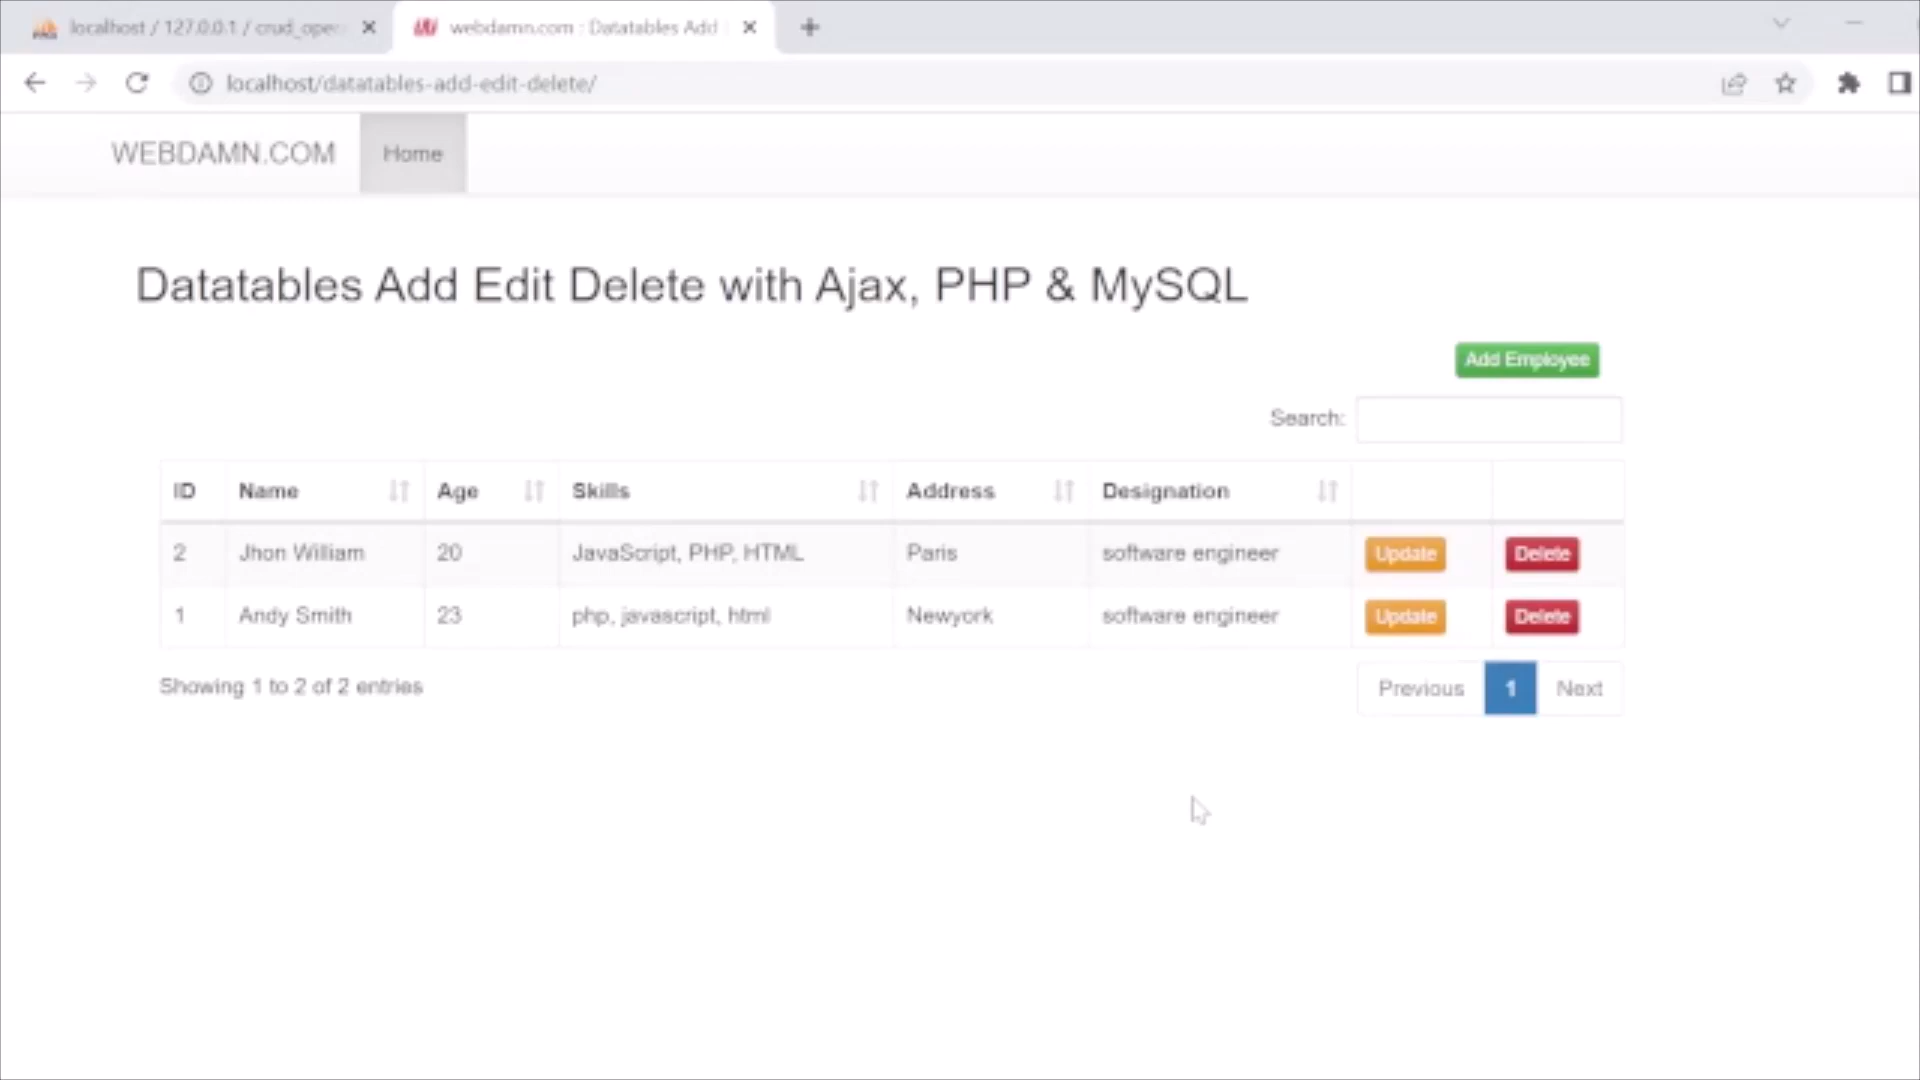 localhost / 127.0.0.1 / crud_oper
webdamn.com : Datatables Add
localhost/datatables-add-edit-delete/
WEBDAMN.COM Home
Datatables Add Edit Delete with Ajax, PHP & MySQL
Add Employee
Search:
ID Name Age Skills Address Designation
2 Jhon William 20 JavaScript, PHP, HTML Paris software engineer Update Delete
1 Andy Smith 23 php, javascript, html Newyork software engineer Update Delete
Showing 1 to 2 of 2 entries Previous 1 Next